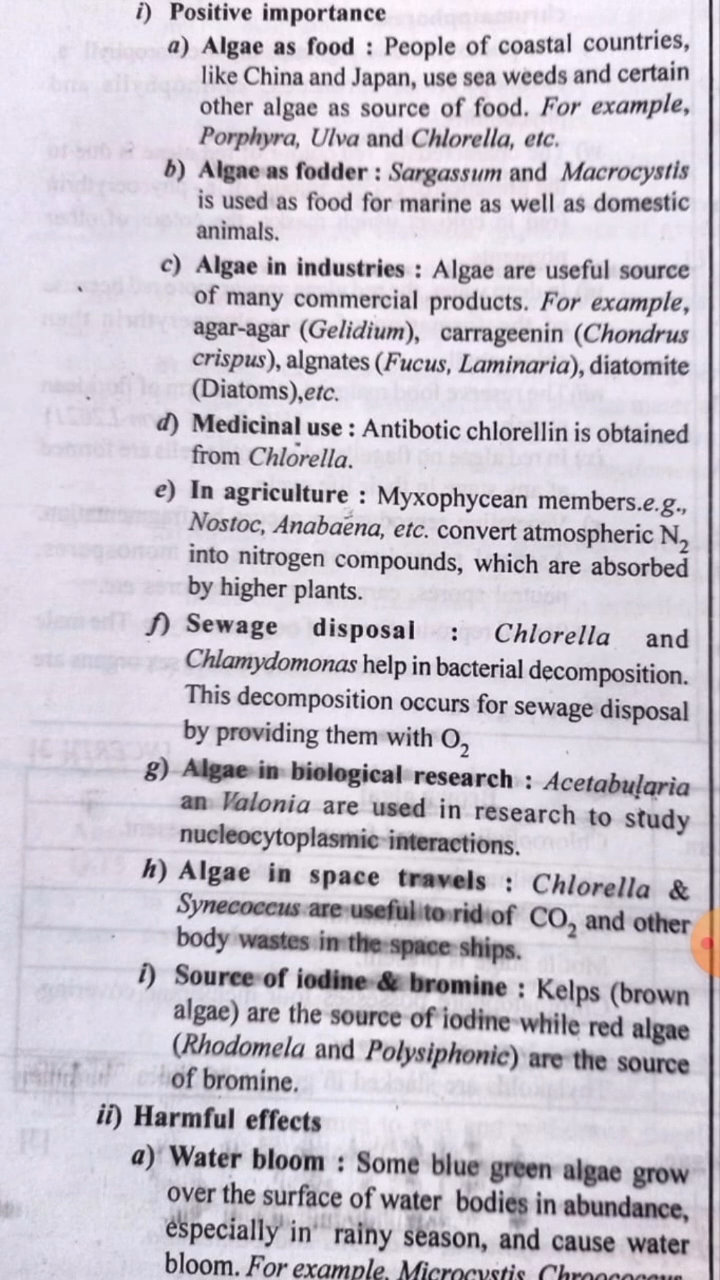 i) Positive importance
a) Algae as food : People of coastal countries,
like China and Japan, use sea weeds and certain
other algae as source of food. For example,
Porphyra, Ulva and Chlorella, etc.
b) Algae as fodder : Sargassum and Macrocystis
is used as food for marine as well as domestic
animals.
c) Algae in industries : Algae are useful source
of many commercial products. For example,
agar-agar (Gelidium), carrageenin (Chondrus
crispus), algnates (Fucus, Laminaria), diatomite
(Diatoms),etc.
d) Medicinal use : Antibotic chlorellin is obtained
from Chlorella.
e) In agriculture : Myxophycean members.e.g.,
Nostoc, Anabaena, etc. convert atmospheric N₂
into nitrogen compounds, which are absorbed
by higher plants.
f) Sewage disposal : Chlorella and
Chlamydomonas help in bacterial decomposition.
This decomposition occurs for sewage disposal
by providing them with O₂
g) Algae in biological research : Acetabularia
an Valonia are used in research to study
nucleocytoplasmic interactions.
h) Algae in space travels : Chlorella &
Synecoccus are useful to rid of CO₂ and other
body wastes in the space ships.
i) Source of iodine & bromine : Kelps (brown
algae) are the source of iodine while red algae
(Rhodomela and Polysiphonic) are the source
of bromine.
ii) Harmful effects
a) Water bloom : Some blue green algae grow
over the surface of water bodies in abundance,
especially in rainy season, and cause water
bloom. For example, Microcystis, Chroococcus